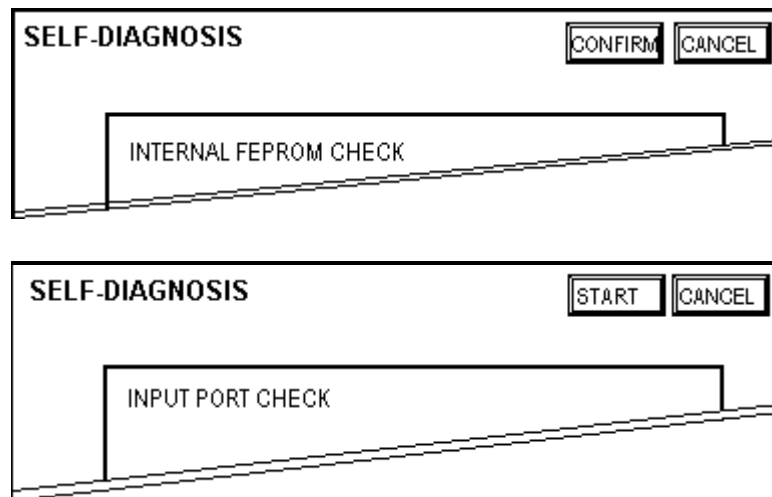 SELF-DIAGNOSIS CONFIRM CANCEL
INTERNAL FEPROM CHECK
SELF-DIAGNOSIS START CANCEL
INPUT PORT CHECK